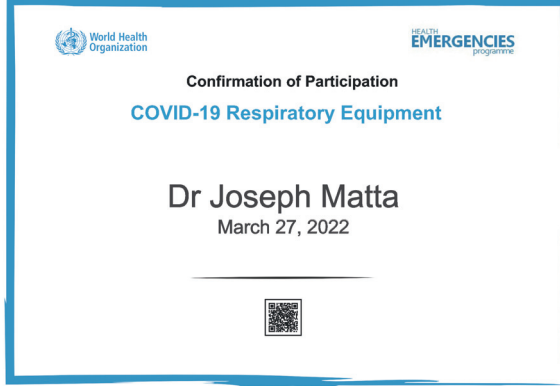 World Health
Organization
HEALTH
EMERGENCIES
programme
Confirmation of Participation
COVID-19 Respiratory Equipment
Dr Joseph Matta
March 27, 2022